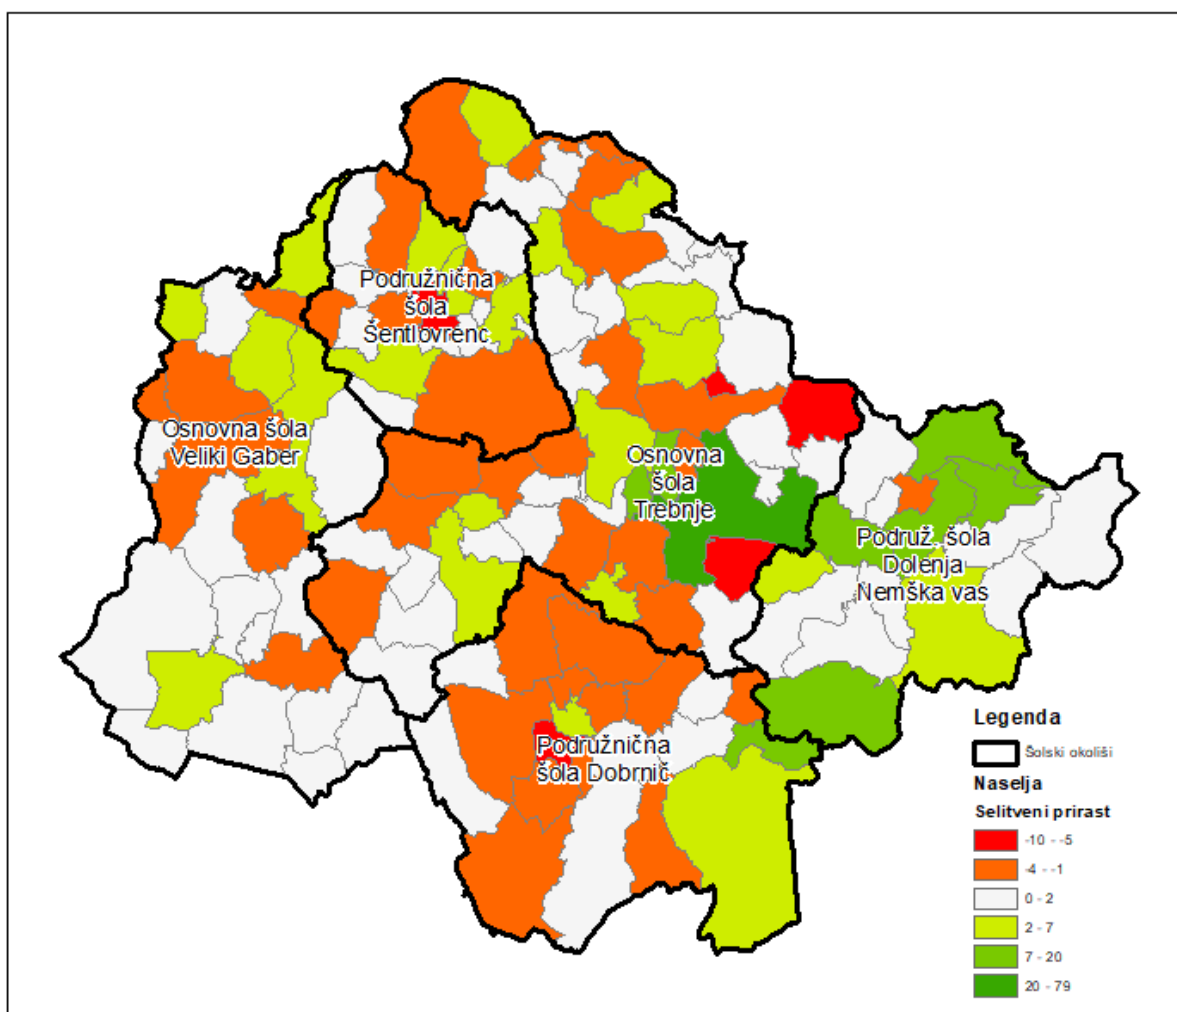 Podružnična
šola
Šentlovrenc
Osnovna šola
Veliki Gaber
Osnovna
šola
Trebnje
Podruž. šola
Dolenja
Nemška vas
Podružnična
šola Dobrnič
Legenda
Šolski okoliši
Naselja
Selitveni prirast
-10 - -5
-4 - -1
0 - 2
2 - 7
7 - 20
20 - 79